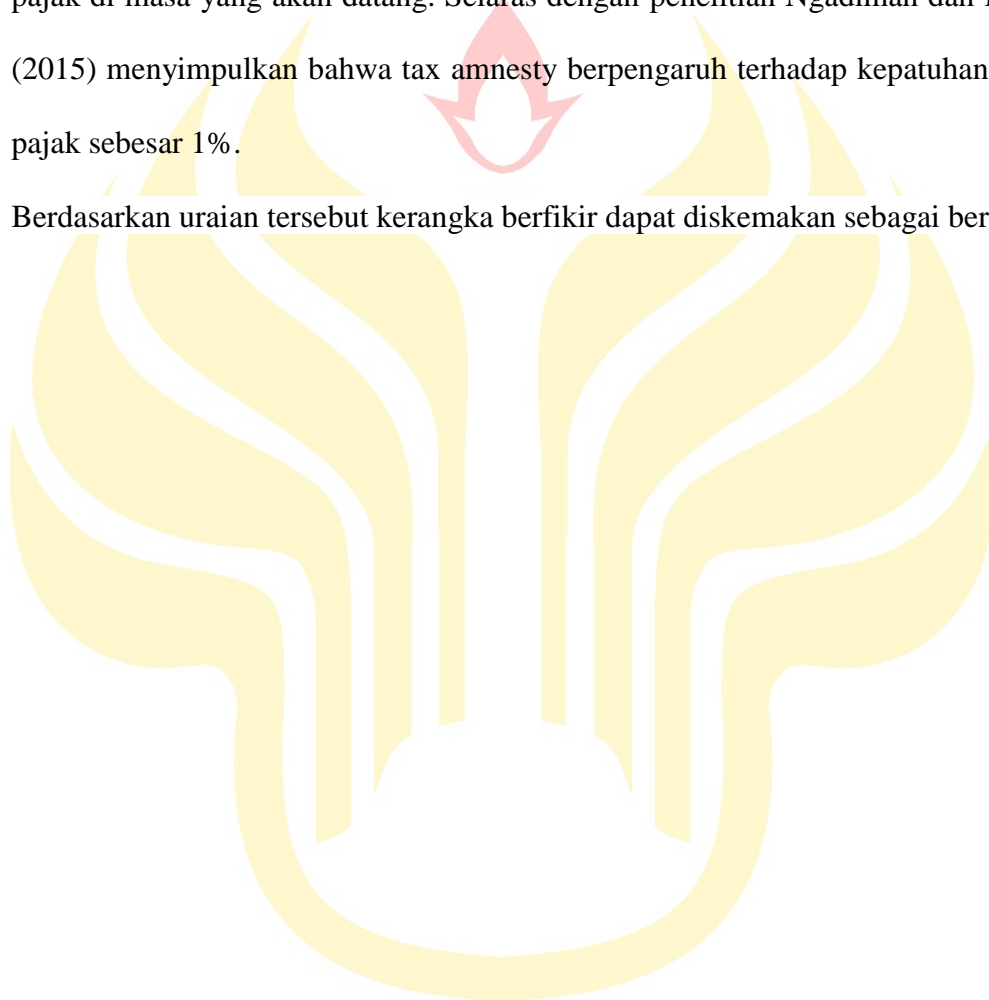 pajak di masa yang akan datang. Selaras dengan penelitian Ngadiman dan
(2015) menyimpulkan bahwa tax amnesty berpengaruh terhadap kepatuhan
pajak sebesar 1%.
Berdasarkan uraian tersebut kerangka berfikir dapat diskemakan sebagai ber